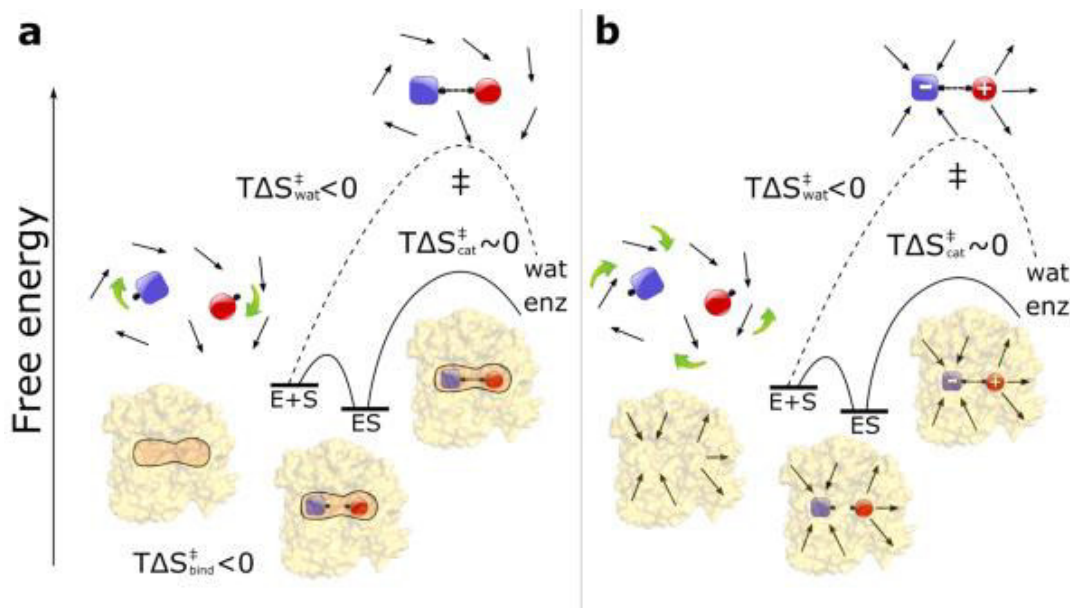 a
Free energy
TΔS‡wat<0
‡
TΔS‡cat~0
wat
enz
E+S
ES
TΔS‡bind<0
b
− +
TΔS‡wat<0
‡
TΔS‡cat~0
wat
enz
− +
E+S
ES